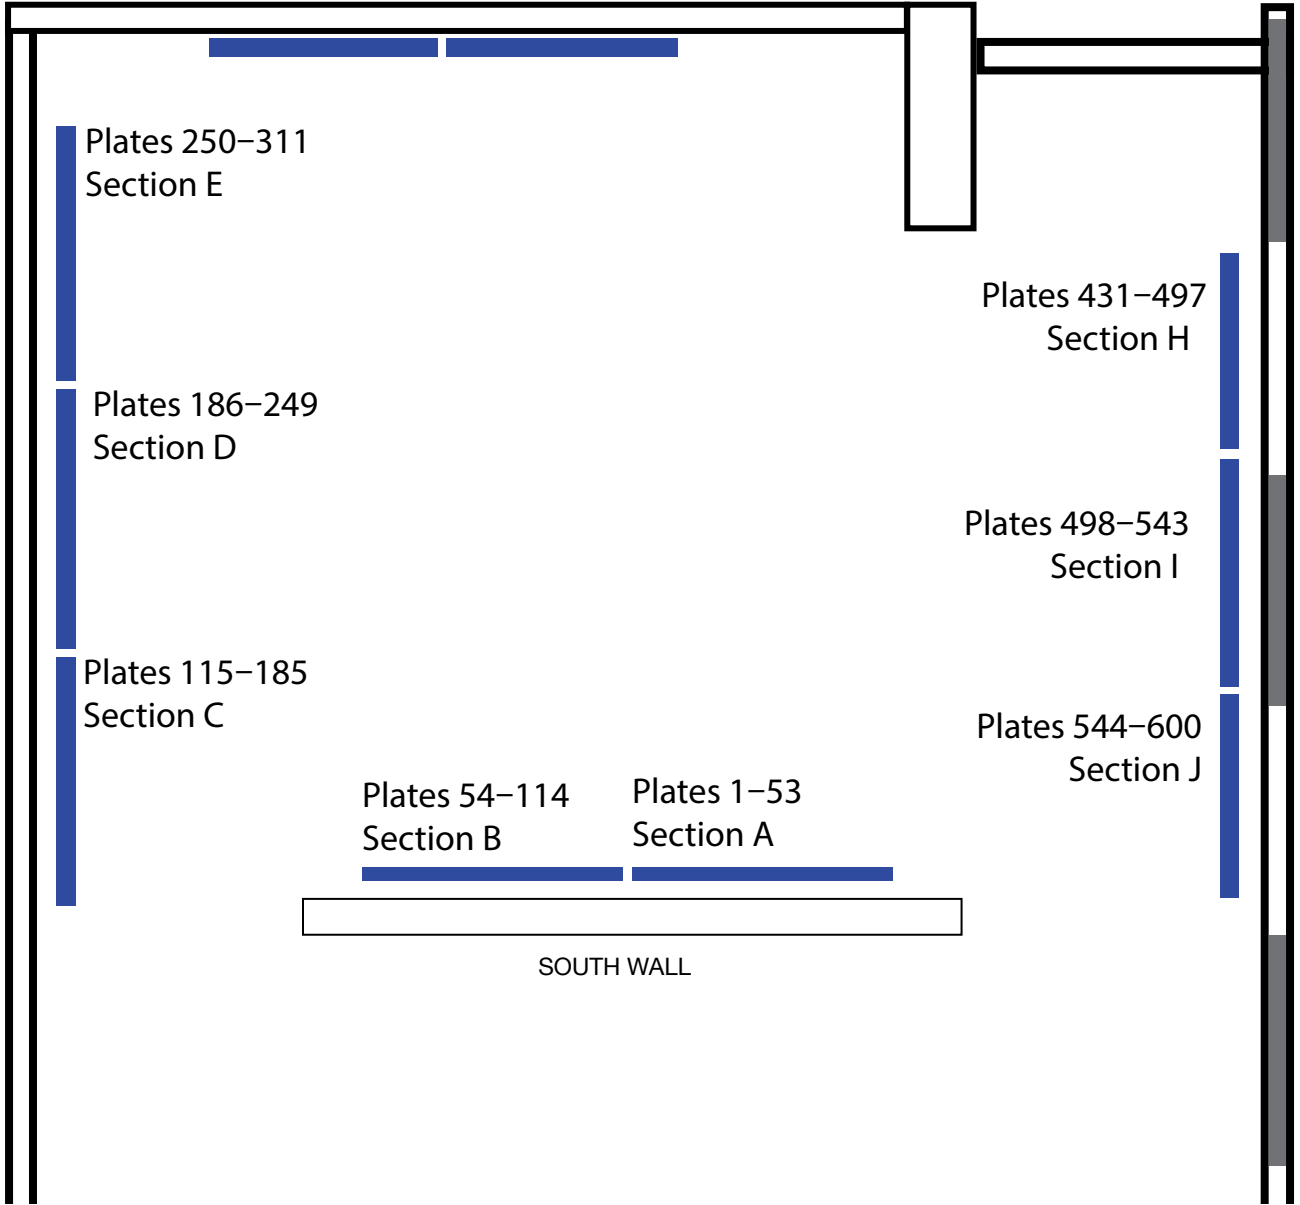 Plates 250–311
Section E
Plates 431–497
Section H
Plates 186–249
Section D
Plates 498–543
Section I
Plates 115–185
Section C
Plates 544–600
Section J
Plates 54–114
Section B
Plates 1–53
Section A
SOUTH WALL